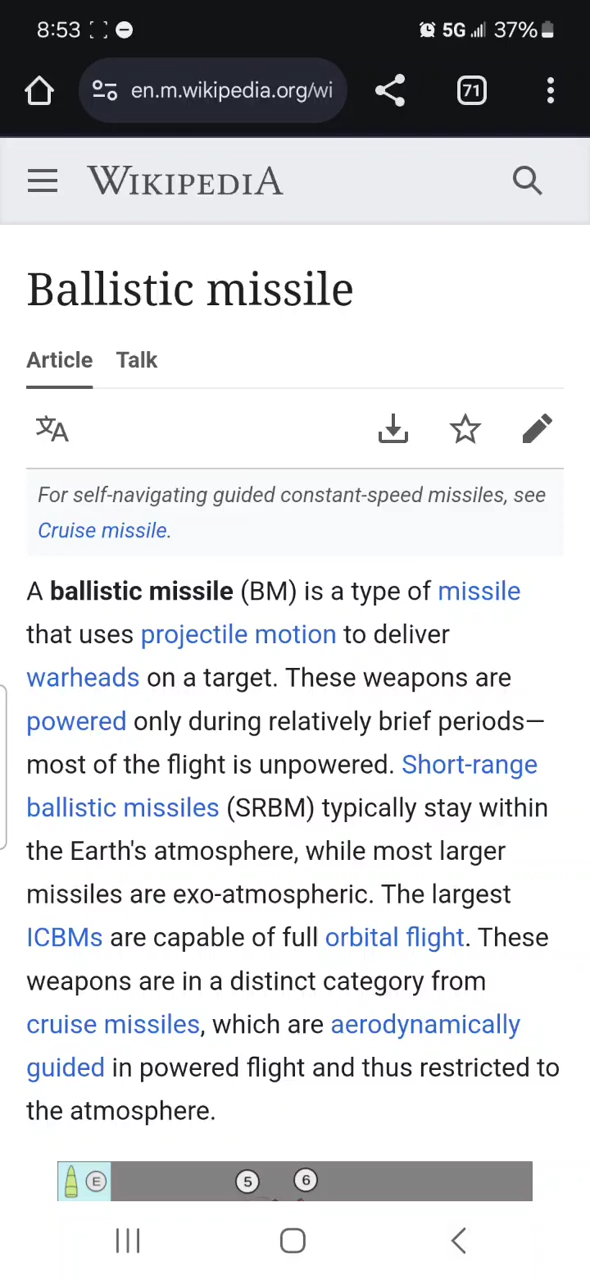 8:53 5G 37%
en.m.wikipedia.org/wi 71
WIKIPEDIA
Ballistic missile
Article Talk
文A
For self-navigating guided constant-speed missiles, see
Cruise missile.
A ballistic missile (BM) is a type of missile
that uses projectile motion to deliver
warheads on a target. These weapons are
powered only during relatively brief periods—
most of the flight is unpowered. Short-range
ballistic missiles (SRBM) typically stay within
the Earth's atmosphere, while most larger
missiles are exo-atmospheric. The largest
ICBMs are capable of full orbital flight. These
weapons are in a distinct category from
cruise missiles, which are aerodynamically
guided in powered flight and thus restricted to
the atmosphere.
E 5 6